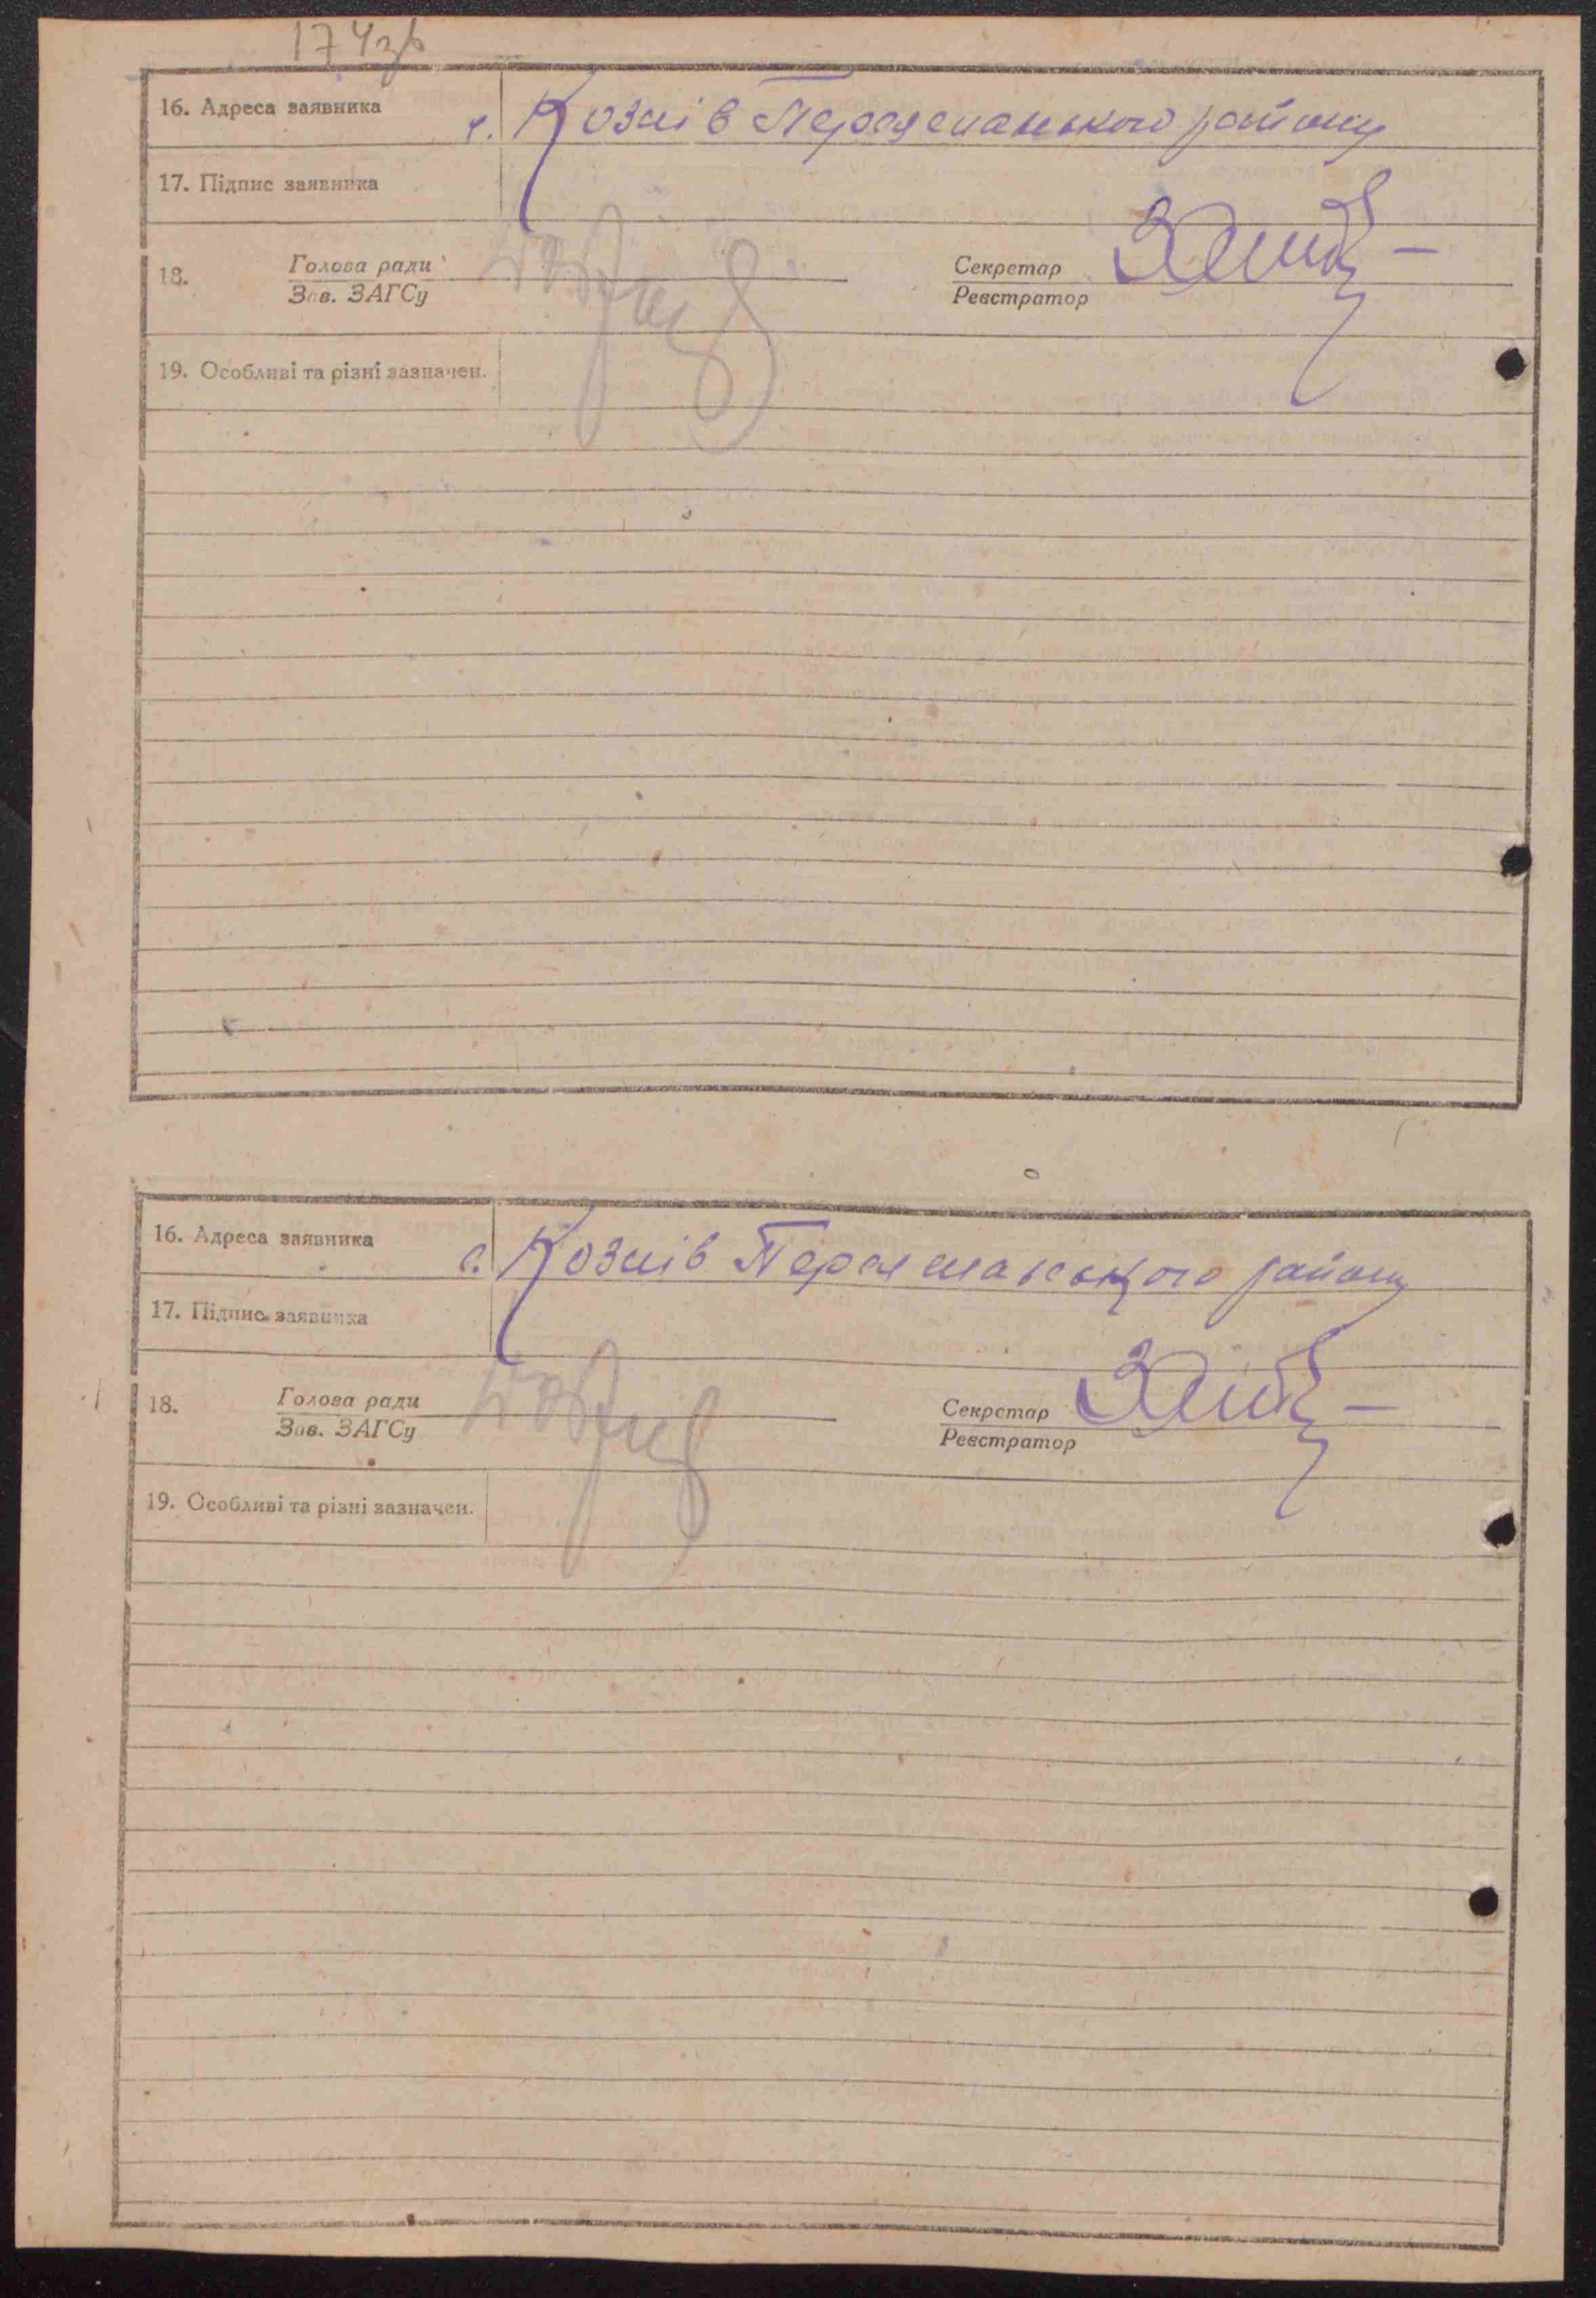 174зв
16. Адреса заявника с. Козлів Переяславського району
17. Підпис заявника
18. Голова ради Секретар
Зав. ЗАГСу Реєстратор
19. Особливі та різні зазначен.
16. Адреса заявника с. Козлів Переяславського району
17. Підпис заявника
18. Голова ради Секретар
Зав. ЗАГСу Реєстратор
19. Особливі та різні зазначен.